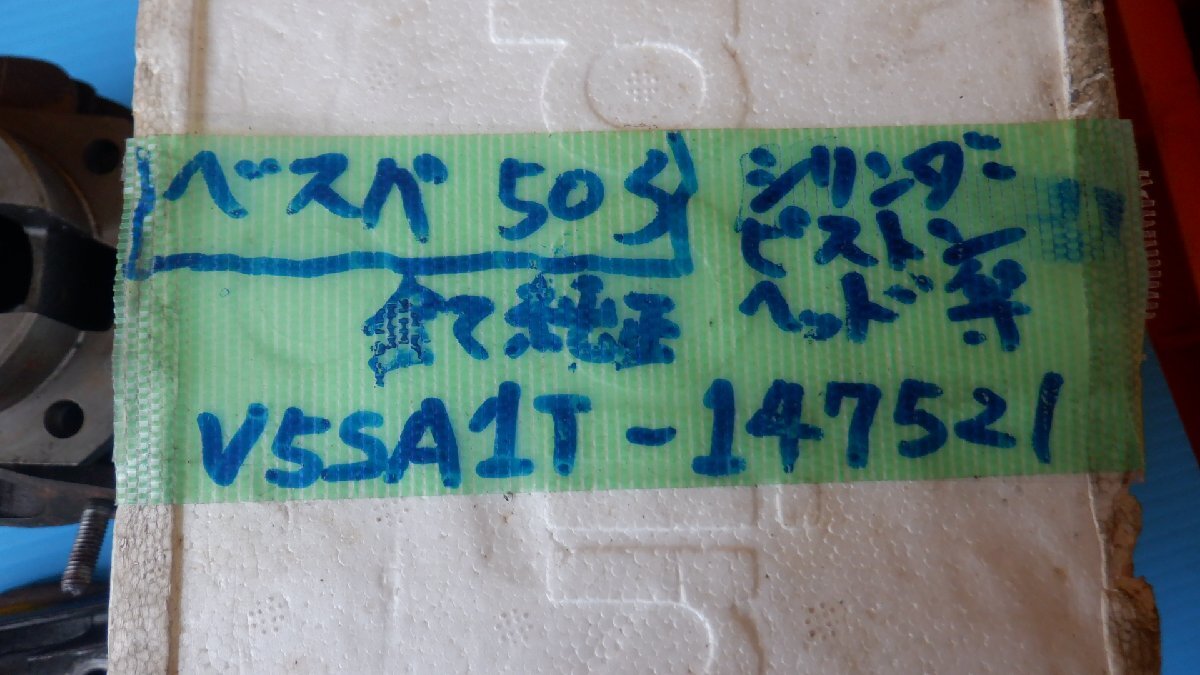 ベスパ 50S
シリンダー
ピストン
ヘッド等
全て純正
V5SA1T-147521